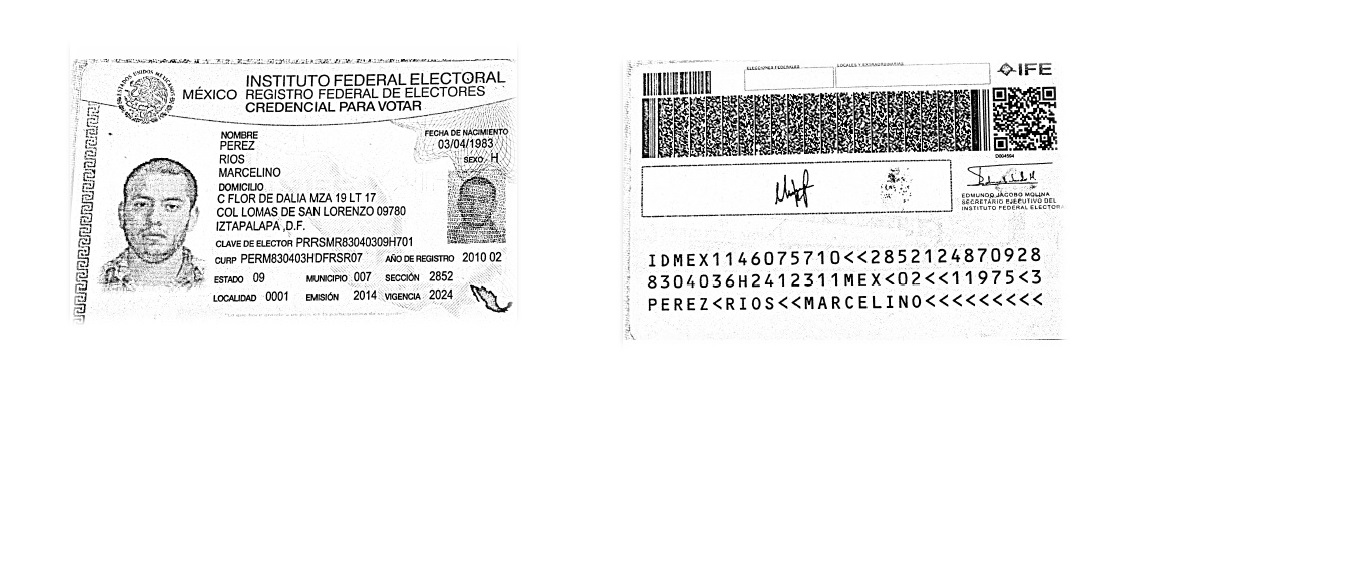 ESTADOS UNIDOS MEXICANOS
INSTITUTO FEDERAL ELECTORAL
MÉXICO REGISTRO FEDERAL DE ELECTORES
CREDENCIAL PARA VOTAR
NOMBRE
PEREZ
RIOS
MARCELINO
FECHA DE NACIMIENTO
03/04/1983
SEXO H
DOMICILIO
C FLOR DE DALIA MZA 19 LT 17
COL LOMAS DE SAN LORENZO 09780
IZTAPALAPA ,D.F.
CLAVE DE ELECTOR PRRSMR83040309H701
CURP PERM830403HDFRSR07 AÑO DE REGISTRO 2010 02
ESTADO 09 MUNICIPIO 007 SECCIÓN 2852
LOCALIDAD 0001 EMISIÓN 2014 VIGENCIA 2024
ELECCIONES FEDERALES
LOCALES Y EXTRAORDINARIAS
IFE
EDMUNDO JACOBO MOLINA
SECRETARIO EJECUTIVO DEL
INSTITUTO FEDERAL ELECTORAL
IDMEX1146075710<<2852124870928
8304036H2412311MEX<02<<11975<3
PEREZ<RIOS<<MARCELINO<<<<<<<<<